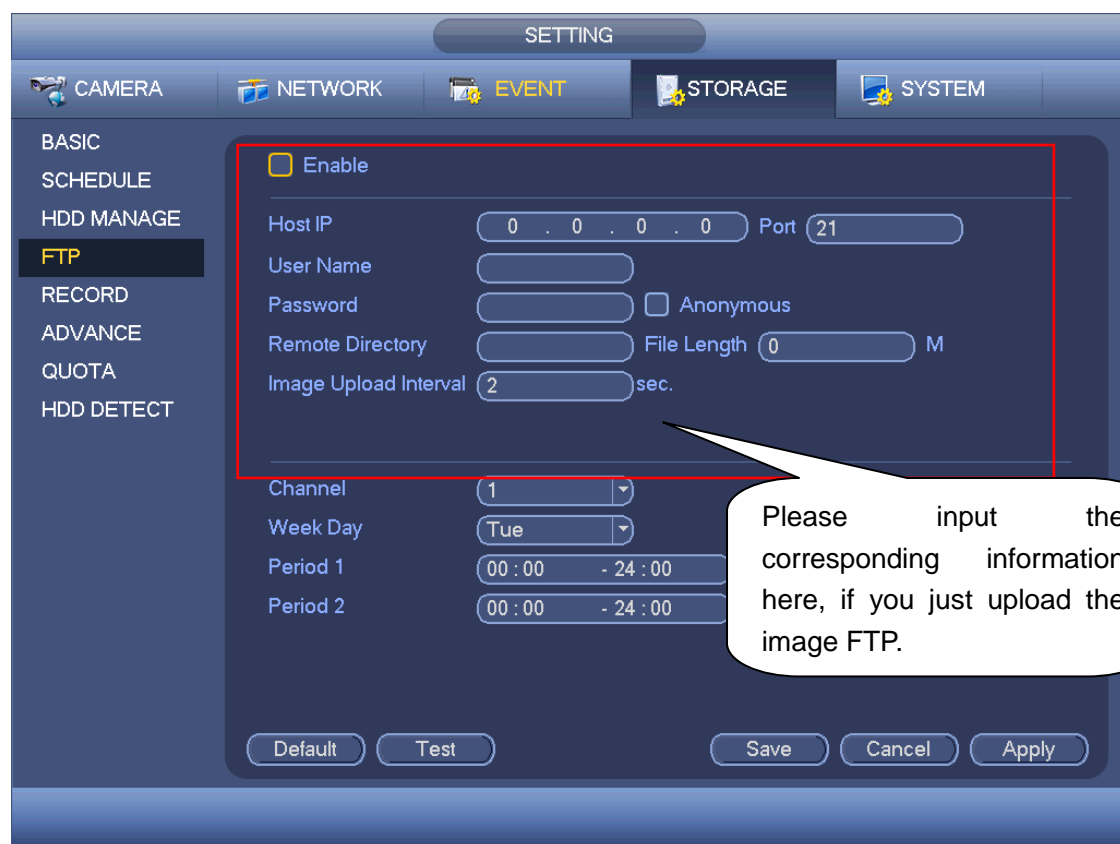 SETTING
CAMERA NETWORK EVENT STORAGE SYSTEM
BASIC
SCHEDULE
HDD MANAGE
FTP
RECORD
ADVANCE
QUOTA
HDD DETECT
Enable
Host IP 0 . 0 . 0 . 0 Port 21
User Name
Password Anonymous
Remote Directory File Length 0 M
Image Upload Interval 2 sec.
Channel 1
Week Day Tue
Period 1 00 : 00 - 24 : 00
Period 2 00 : 00 - 24 : 00
Please input the
corresponding information
here, if you just upload the
image FTP.
Default Test Save Cancel Apply